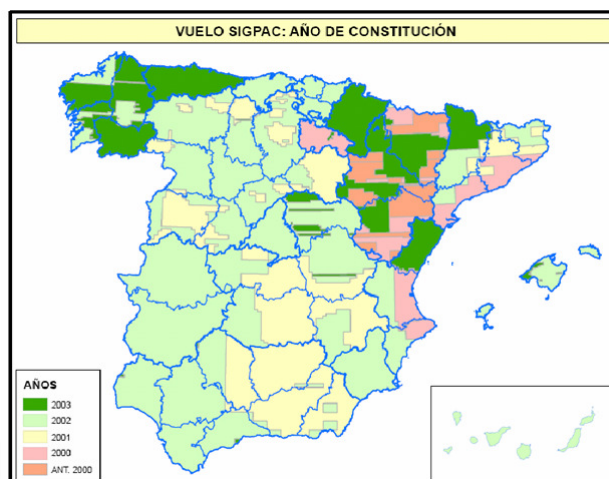 VUELO SIGPAC: AÑO DE CONSTITUCIÓN
AÑOS
2003
2002
2001
2000
ANT. 2000